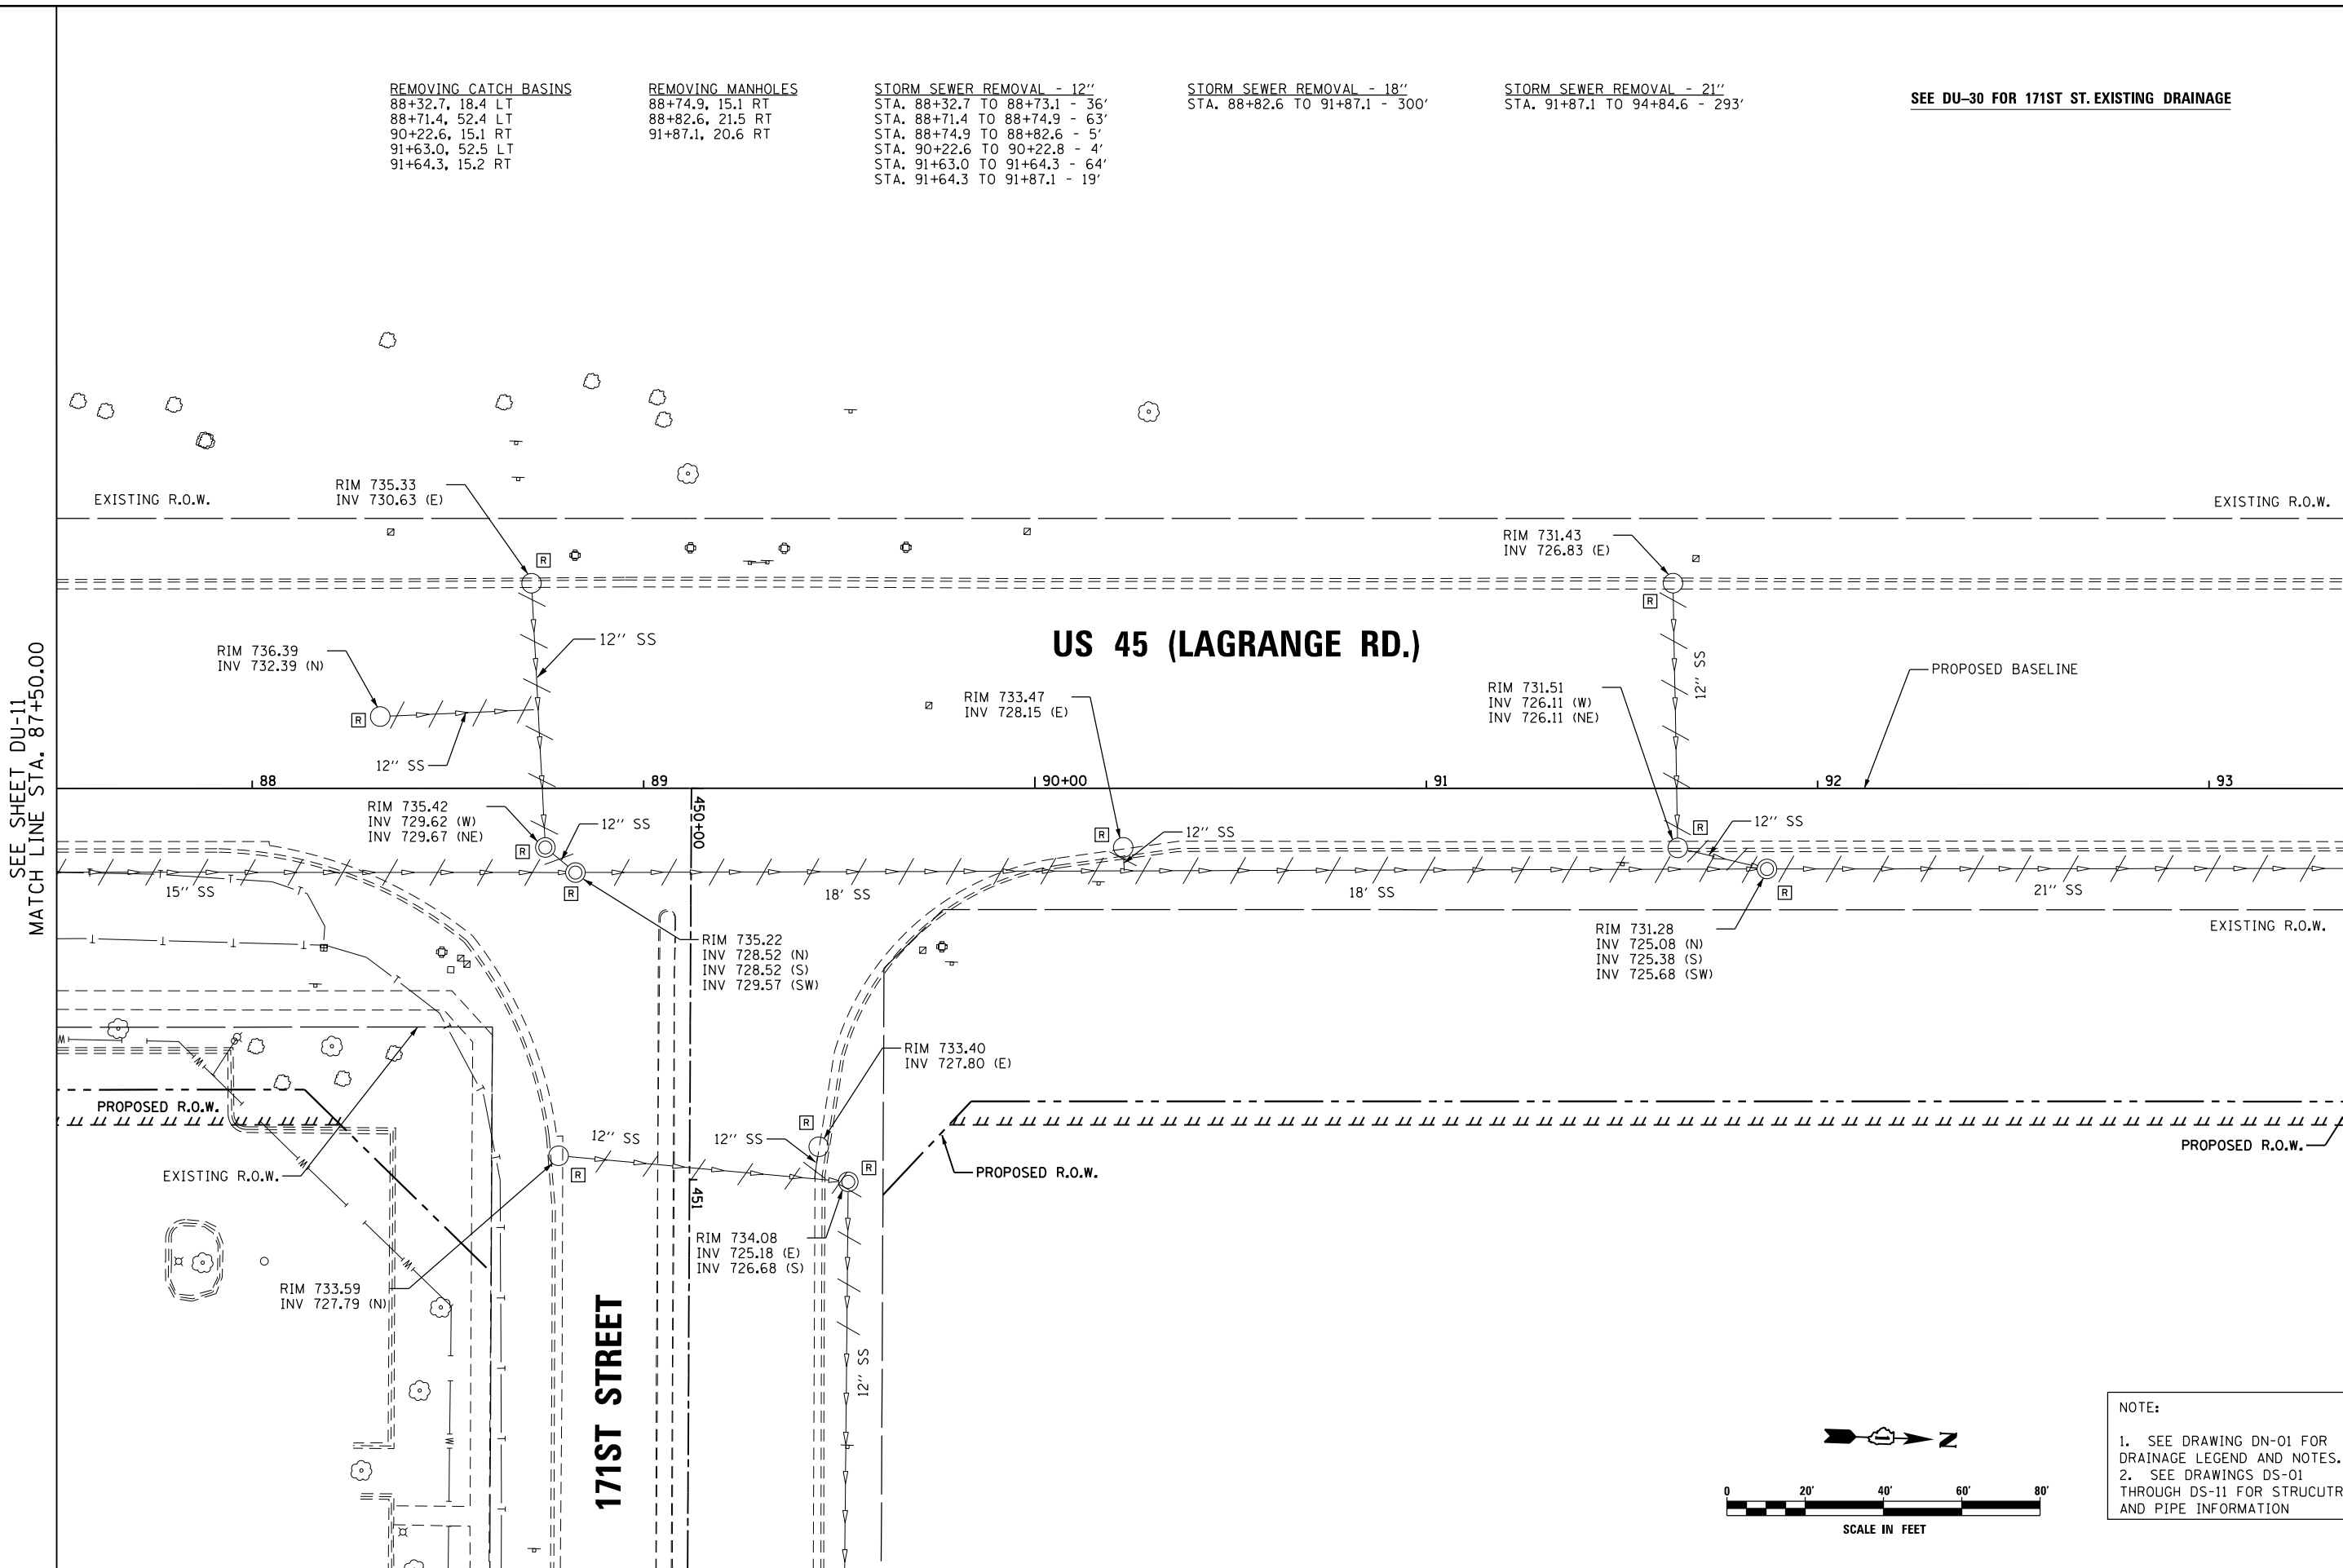 REMOVING CATCH BASINS
88+32.7, 18.4 LT
88+71.4, 52.4 LT
90+22.6, 15.1 RT
91+63.0, 52.5 LT
91+64.3, 15.2 RT
REMOVING MANHOLES
88+74.9, 15.1 RT
88+82.6, 21.5 RT
91+87.1, 20.6 RT
STORM SEWER REMOVAL - 12''
STA. 88+32.7 TO 88+73.1 - 36'
STA. 88+71.4 TO 88+74.9 - 63'
STA. 88+74.9 TO 88+82.6 - 5'
STA. 90+22.6 TO 90+22.8 - 4'
STA. 91+63.0 TO 91+64.3 - 64'
STA. 91+64.3 TO 91+87.1 - 19'
STORM SEWER REMOVAL - 18''
STA. 88+82.6 TO 91+87.1 - 300'
STORM SEWER REMOVAL - 21''
STA. 91+87.1 TO 94+84.6 - 293'
SEE DU-30 FOR 171ST ST. EXISTING DRAINAGE
SEE SHEET DU-11
MATCH LINE STA. 87+50.00
EXISTING R.O.W.
RIM 735.33
INV 730.63 (E)
EXISTING R.O.W.
RIM 731.43
INV 726.83 (E)
R
R
12'' SS
US 45 (LAGRANGE RD.)
12'' SS
RIM 736.39
INV 732.39 (N)
R
12'' SS
RIM 733.47
INV 728.15 (E)
RIM 731.51
INV 726.11 (W)
INV 726.11 (NE)
PROPOSED BASELINE
88
89
90+00
91
92
93
450+00
RIM 735.42
INV 729.62 (W)
INV 729.67 (NE)
R
12'' SS
R
12'' SS
R
12'' SS
15'' SS
R
18' SS
18' SS
R
21'' SS
RIM 735.22
INV 728.52 (N)
INV 728.52 (S)
INV 729.57 (SW)
RIM 731.28
INV 725.08 (N)
INV 725.38 (S)
INV 725.68 (SW)
EXISTING R.O.W.
RIM 733.40
INV 727.80 (E)
PROPOSED R.O.W.
R
12'' SS
12'' SS
R
R
PROPOSED R.O.W.
PROPOSED R.O.W.
EXISTING R.O.W.
451
RIM 734.08
INV 725.18 (E)
INV 726.68 (S)
RIM 733.59
INV 727.79 (N)
171ST STREET
12'' SS
N
0 20' 40' 60' 80'
SCALE IN FEET
NOTE:
1. SEE DRAWING DN-01 FOR
DRAINAGE LEGEND AND NOTES.
2. SEE DRAWINGS DS-01
THROUGH DS-11 FOR STRUCUTR
AND PIPE INFORMATION